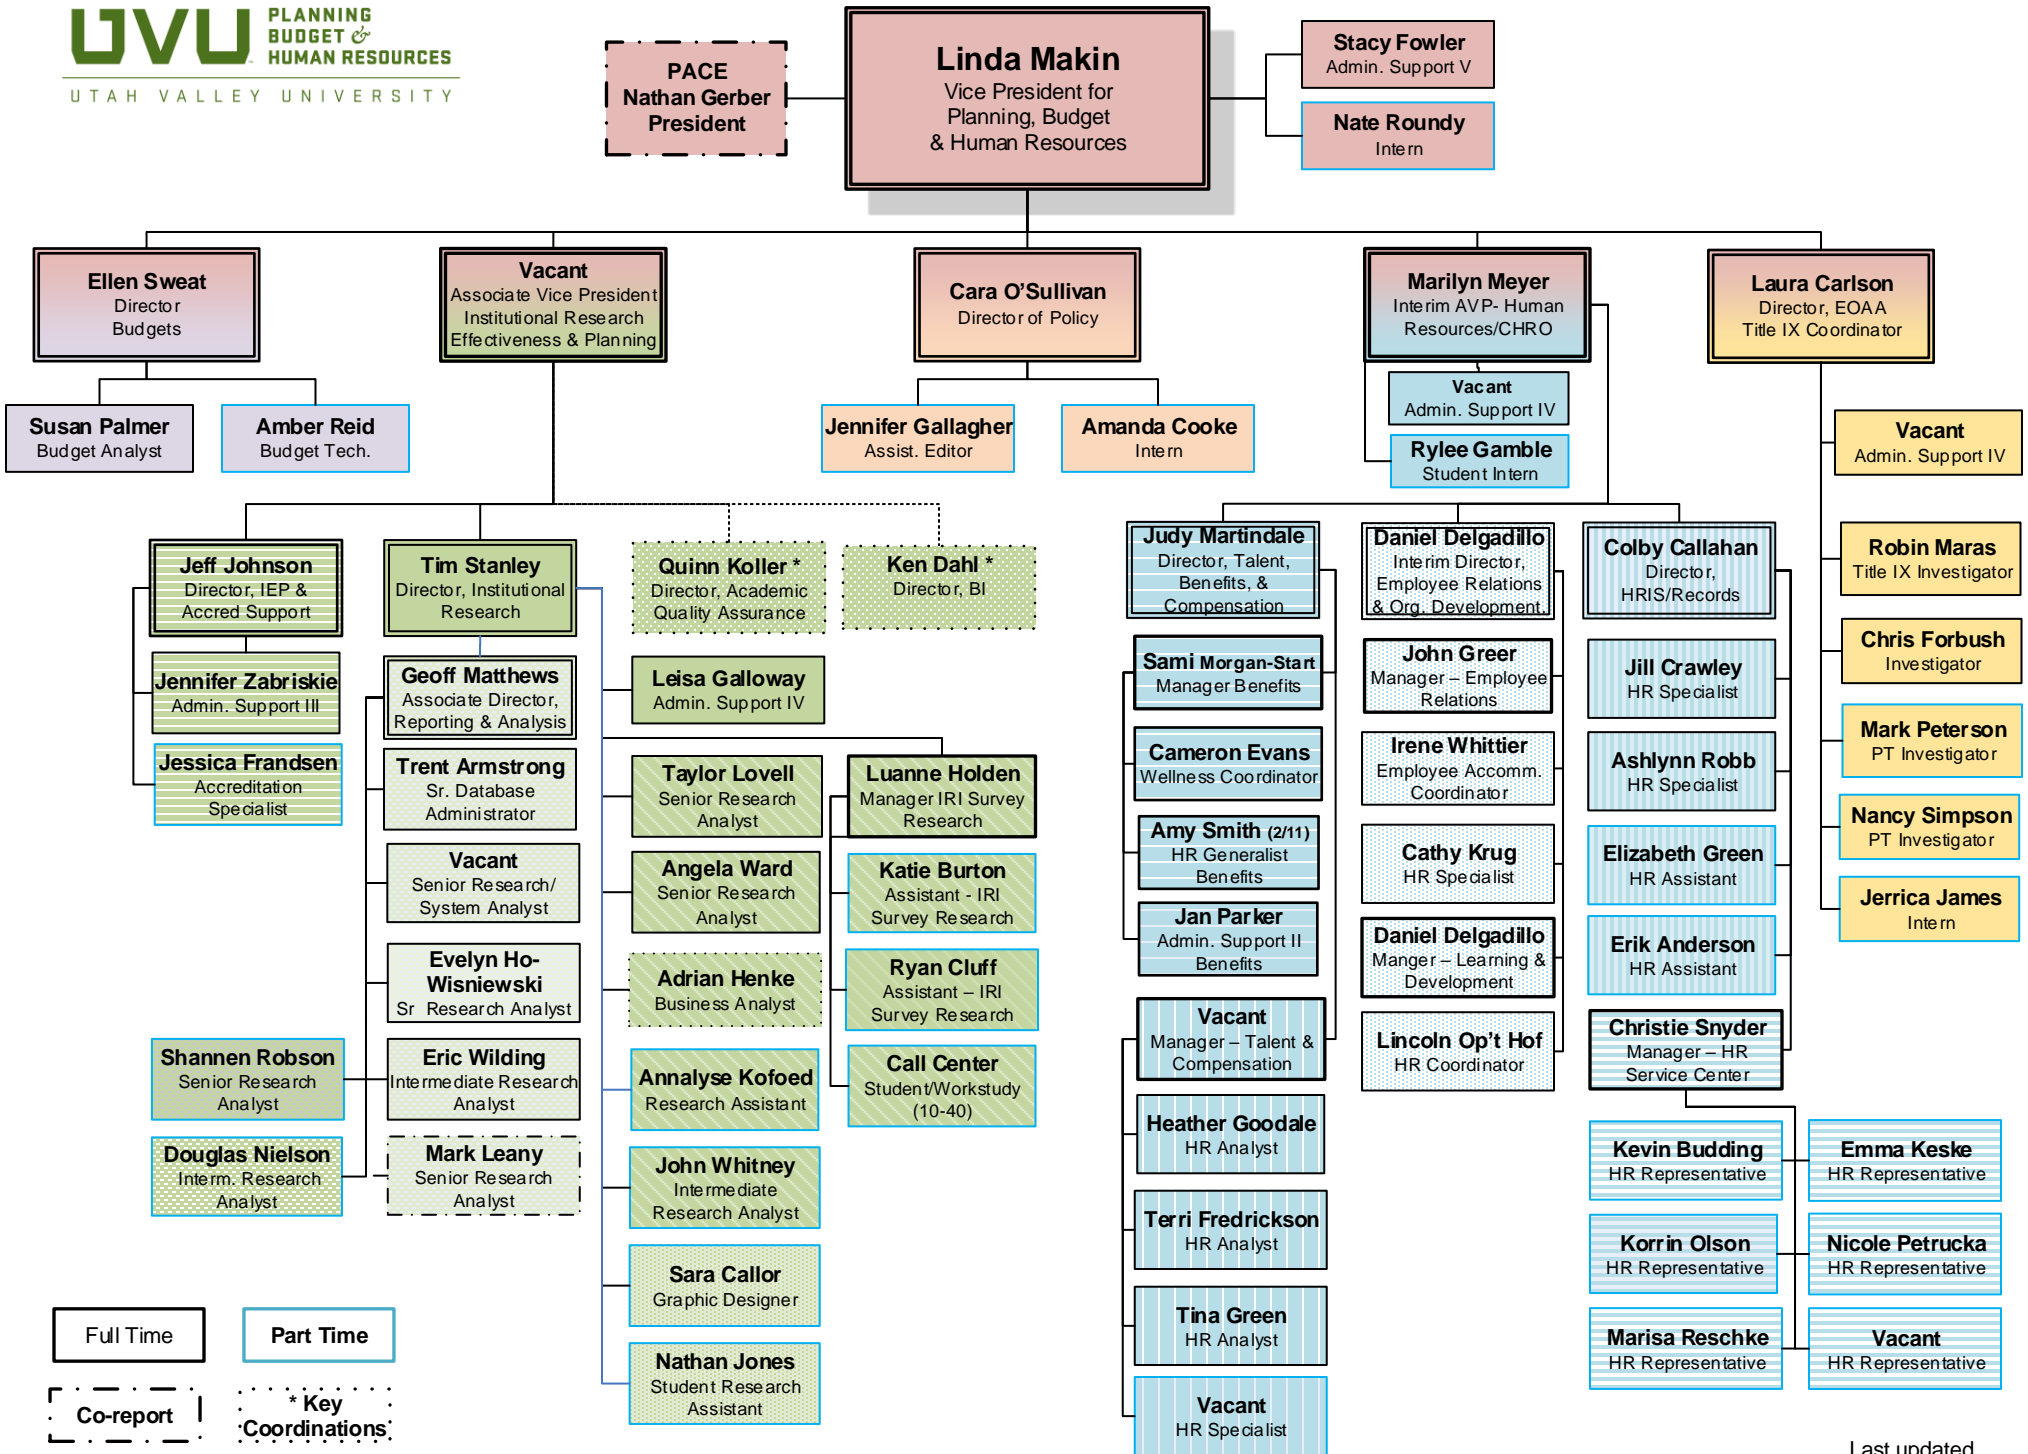 UVU PLANNING
BUDGET &
HUMAN RESOURCES
UTAH VALLEY UNIVERSITY
PACE
Nathan Gerber
President
Linda Makin
Vice President for
Planning, Budget
& Human Resources
Stacy Fowler
Admin. Support V
Nate Roundy
Intern
Ellen Sweat
Director
Budgets
Vacant
Associate Vice President
Institutional Research
Effectiveness & Planning
Cara O'Sullivan
Director of Policy
Marilyn Meyer
Interim AVP- Human
Resources/CHRO
Laura Carlson
Director, EOAA
Title IX Coordinator
Susan Palmer
Budget Analyst
Amber Reid
Budget Tech.
Jennifer Gallagher
Assist. Editor
Amanda Cooke
Intern
Vacant
Admin. Support IV
Rylee Gamble
Student Intern
Vacant
Admin. Support IV
Robin Maras
Title IX Investigator
Chris Forbush
Investigator
Mark Peterson
PT Investigator
Nancy Simpson
PT Investigator
Jerrica James
Intern
Jeff Johnson
Director, IEP &
Accred Support
Jennifer Zabriskie
Admin. Support III
Jessica Frandsen
Accreditation
Specialist
Tim Stanley
Director, Institutional
Research
Quinn Koller *
Director, Academic
Quality Assurance
Ken Dahl *
Director, BI
Geoff Matthews
Associate Director,
Reporting & Analysis
Trent Armstrong
Sr. Database
Administrator
Vacant
Senior Research/
System Analyst
Evelyn Ho-
Wisniewski
Sr Research Analyst
Shannen Robson
Senior Research
Analyst
Eric Wilding
Intermediate Research
Analyst
Douglas Nielson
Interm. Research
Analyst
Mark Leany
Senior Research
Analyst
Leisa Galloway
Admin. Support IV
Taylor Lovell
Senior Research
Analyst
Angela Ward
Senior Research
Analyst
Adrian Henke
Business Analyst
Annalyse Kofoed
Research Assistant
John Whitney
Intermediate
Research Analyst
Sara Callor
Graphic Designer
Nathan Jones
Student Research
Assistant
Luanne Holden
Manager IRI Survey
Research
Katie Burton
Assistant - IRI
Survey Research
Ryan Cluff
Assistant – IRI
Survey Research
Call Center
Student/Workstudy
(10-40)
Judy Martindale
Director, Talent,
Benefits, &
Compensation
Sami Morgan-Start
Manager Benefits
Cameron Evans
Wellness Coordinator
Amy Smith (2/11)
HR Generalist
Benefits
Jan Parker
Admin. Support II
Benefits
Vacant
Manager – Talent &
Compensation
Heather Goodale
HR Analyst
Terri Fredrickson
HR Analyst
Tina Green
HR Analyst
Vacant
HR Specialist
Daniel Delgadillo
Interim Director,
Employee Relations
& Org. Development.
John Greer
Manager – Employee
Relations
Irene Whittier
Employee Accomm.
Coordinator
Cathy Krug
HR Specialist
Daniel Delgadillo
Manger – Learning &
Development
Lincoln Op't Hof
HR Coordinator
Colby Callahan
Director,
HRIS/Records
Jill Crawley
HR Specialist
Ashlynn Robb
HR Specialist
Elizabeth Green
HR Assistant
Erik Anderson
HR Assistant
Christie Snyder
Manager – HR
Service Center
Kevin Budding
HR Representative
Emma Keske
HR Representative
Korrin Olson
HR Representative
Nicole Petrucka
HR Representative
Marisa Reschke
HR Representative
Vacant
HR Representative
Full Time
Part Time
Co-report
* Key
Coordinations
Last updated